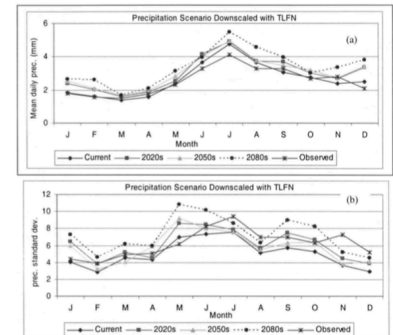 Precipitation Scenario Downscaled with TLFN
(a)
Mean daily prec. (mm)
6
4
2
0
J F M A M J J A S O N D
Month
Current 2020s 2050s 2080s Observed
Precipitation Scenario Downscaled with TLFN
(b)
prec. standard dev.
12
10
8
6
4
2
0
J F M A M J J A S O N D
Month
Current 2020s 2050s 2080s Observed